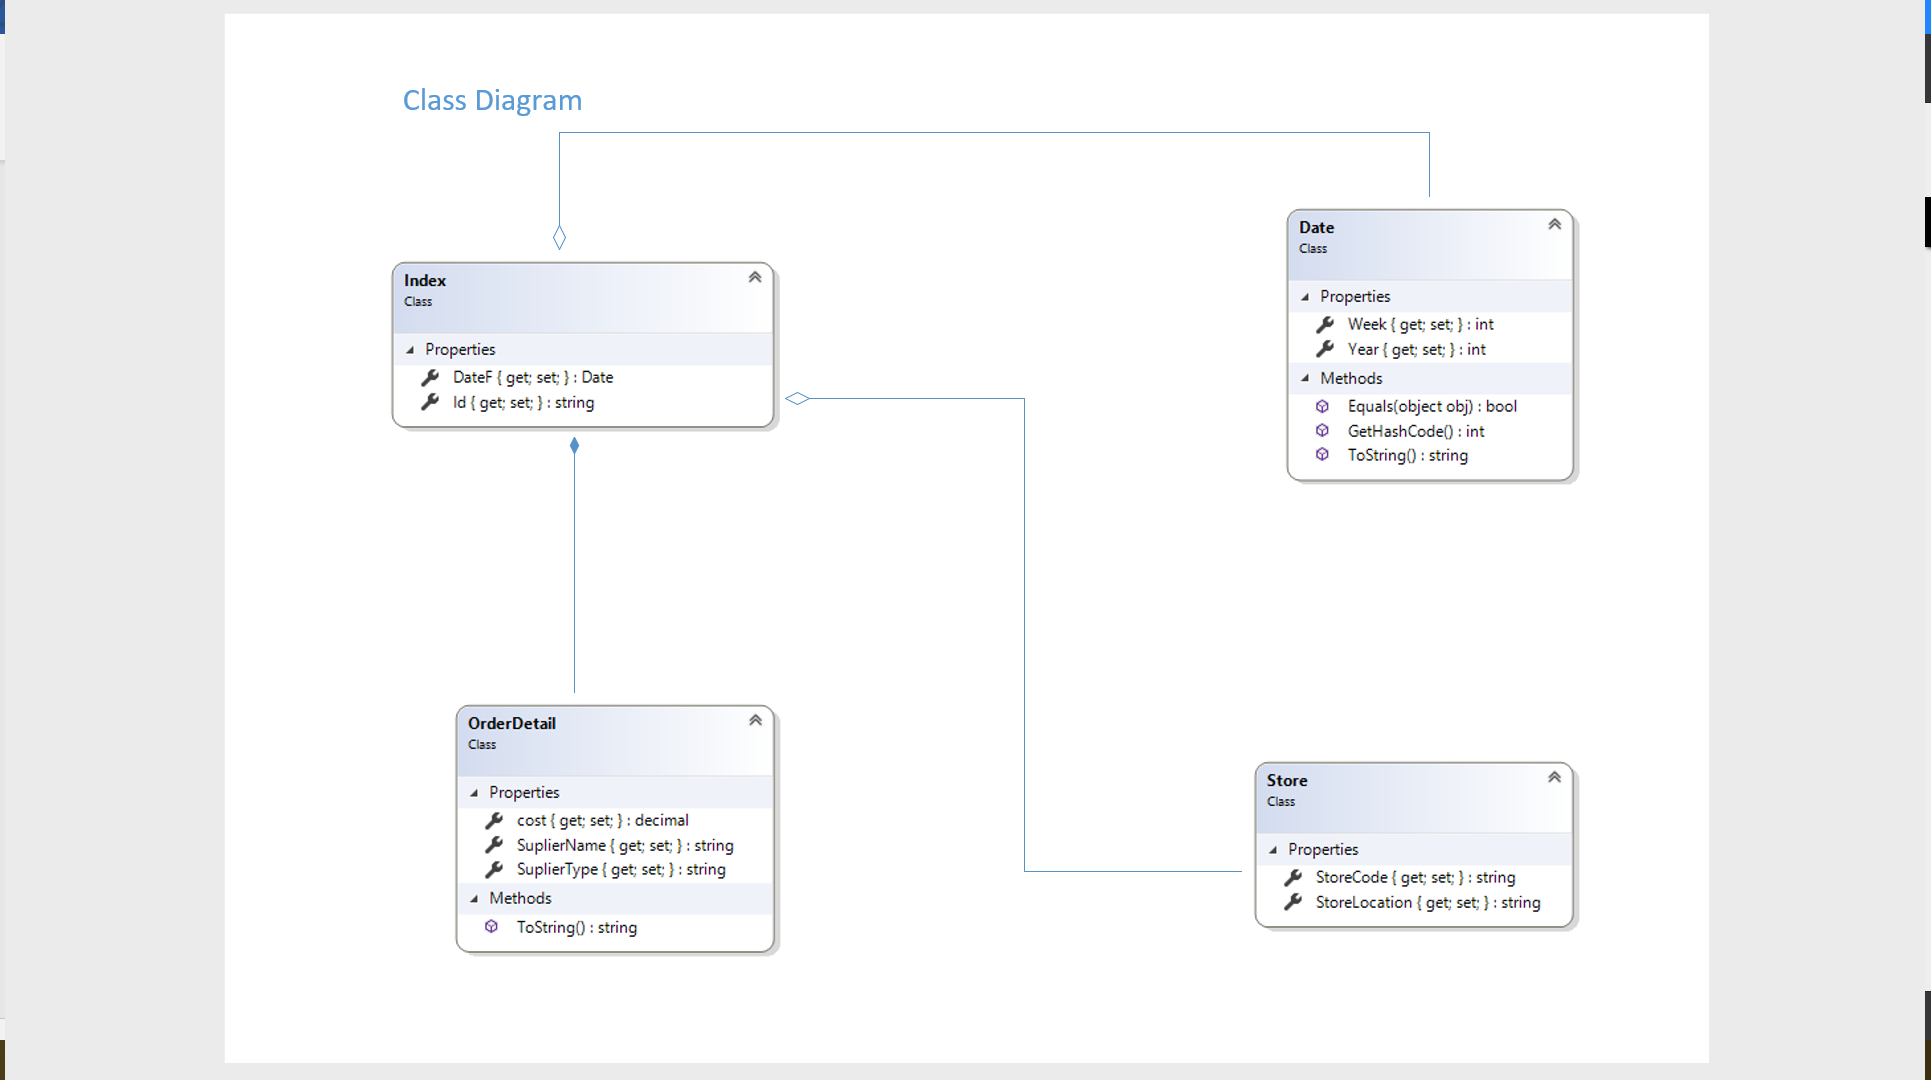 Class Diagram
Index
Class
Properties
DateF { get; set; } : Date
Id { get; set; } : string
Date
Class
Properties
Week { get; set; } : int
Year { get; set; } : int
Methods
Equals(object obj) : bool
GetHashCode() : int
ToString() : string
OrderDetail
Class
Properties
cost { get; set; } : decimal
SuplierName { get; set; } : string
SuplierType { get; set; } : string
Methods
ToString() : string
Store
Class
Properties
StoreCode { get; set; } : string
StoreLocation { get; set; } : string